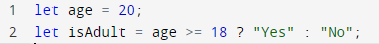 1 let age = 20;
2 let isAdult = age >= 18 ? "Yes" : "No";